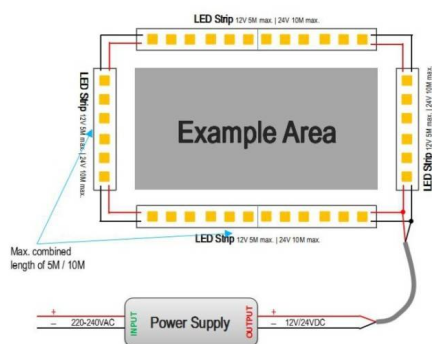 LED Strip 12V 5M max. | 24V 10M max.
LED Strip 12V 5M max. | 24V 10M max.
Example Area
LED Strip 12V 5M max. | 24V 10M max.
LED Strip 12V 5M max. | 24V 10M max.
Max. combined
length of 5M / 10M
+
220-240VAC
–
INPUT
Power Supply
OUTPUT
+
12V/24VDC
–